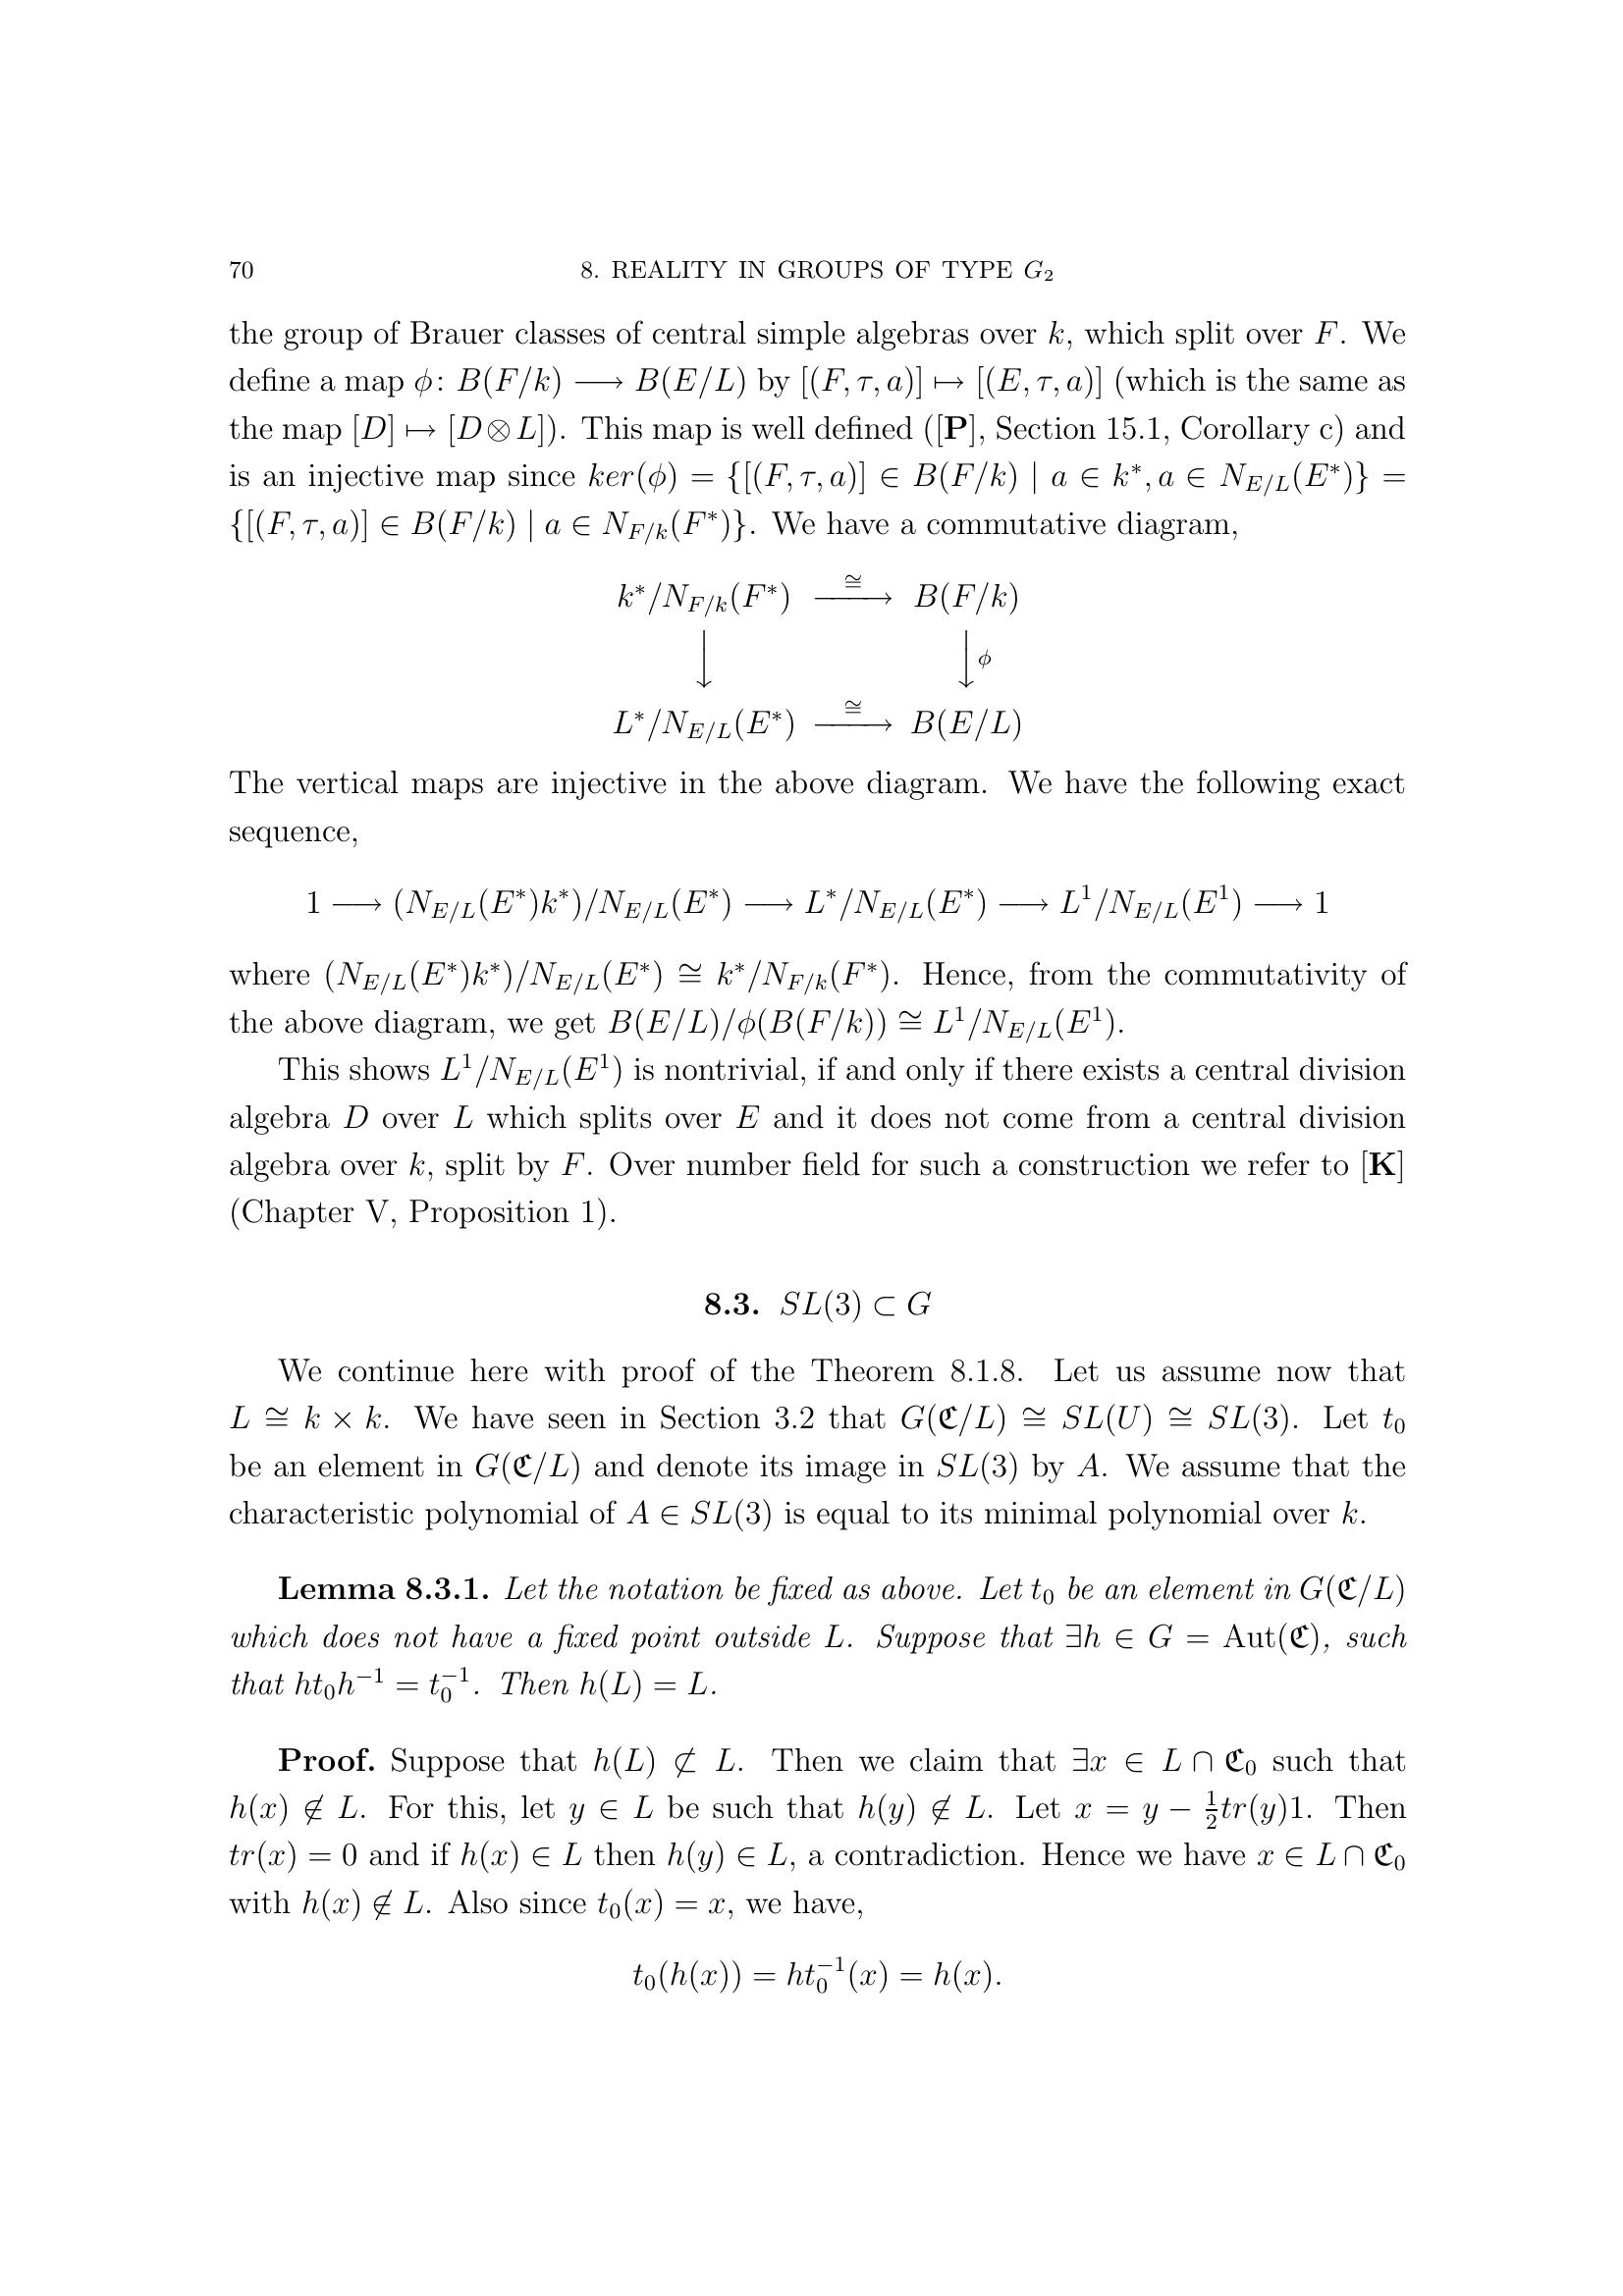 70 8. REALITY IN GROUPS OF TYPE $G_2$
the group of Brauer classes of central simple algebras over $k$, which split over $F$. We
define a map $\phi\colon B(F/k) \longrightarrow B(E/L)$ by $[(F, \tau, a)] \mapsto [(E, \tau, a)]$ (which is the same as
the map $[D] \mapsto [D \otimes L]$). This map is well defined ([**P**], Section 15.1, Corollary c) and
is an injective map since $ker(\phi) = \{[(F, \tau, a)] \in B(F/k) \mid a \in k^*, a \in N_{E/L}(E^*)\} =$
$\{[(F, \tau, a)] \in B(F/k) \mid a \in N_{F/k}(F^*)\}$. We have a commutative diagram,
$k^*/N_{F/k}(F^*) \xrightarrow{\cong} B(F/k)$
$\downarrow \qquad \downarrow \phi$
$L^*/N_{E/L}(E^*) \xrightarrow{\cong} B(E/L)$
The vertical maps are injective in the above diagram. We have the following exact
sequence,
$1 \longrightarrow (N_{E/L}(E^*)k^*)/N_{E/L}(E^*) \longrightarrow L^*/N_{E/L}(E^*) \longrightarrow L^1/N_{E/L}(E^1) \longrightarrow 1$
where $(N_{E/L}(E^*)k^*)/N_{E/L}(E^*) \cong k^*/N_{F/k}(F^*)$. Hence, from the commutativity of
the above diagram, we get $B(E/L)/\phi(B(F/k)) \cong L^1/N_{E/L}(E^1)$.
This shows $L^1/N_{E/L}(E^1)$ is nontrivial, if and only if there exists a central division
algebra $D$ over $L$ which splits over $E$ and it does not come from a central division
algebra over $k$, split by $F$. Over number field for such a construction we refer to [**K**]
(Chapter V, Proposition 1).
**8.3.** $SL(3) \subset G$
We continue here with proof of the Theorem 8.1.8. Let us assume now that
$L \cong k \times k$. We have seen in Section 3.2 that $G(\mathfrak{C}/L) \cong SL(U) \cong SL(3)$. Let $t_0$
be an element in $G(\mathfrak{C}/L)$ and denote its image in $SL(3)$ by $A$. We assume that the
characteristic polynomial of $A \in SL(3)$ is equal to its minimal polynomial over $k$.
**Lemma 8.3.1.** *Let the notation be fixed as above. Let $t_0$ be an element in $G(\mathfrak{C}/L)$*
*which does not have a fixed point outside $L$. Suppose that $\exists h \in G = \mathrm{Aut}(\mathfrak{C})$, such*
*that $ht_0h^{-1} = t_0^{-1}$. Then $h(L) = L$.*
**Proof.** Suppose that $h(L) \not\subset L$. Then we claim that $\exists x \in L \cap \mathfrak{C}_0$ such that
$h(x) \notin L$. For this, let $y \in L$ be such that $h(y) \notin L$. Let $x = y - \frac{1}{2}tr(y)1$. Then
$tr(x) = 0$ and if $h(x) \in L$ then $h(y) \in L$, a contradiction. Hence we have $x \in L \cap \mathfrak{C}_0$
with $h(x) \notin L$. Also since $t_0(x) = x$, we have,
$t_0(h(x)) = ht_0^{-1}(x) = h(x).$